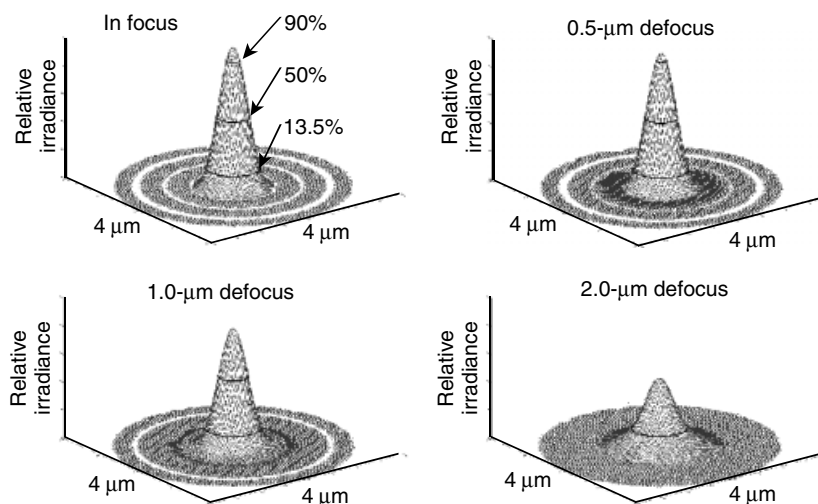 In focus
90%
50%
13.5%
Relative
irradiance
4 μm
4 μm
0.5-μm defocus
Relative
irradiance
4 μm
4 μm
1.0-μm defocus
Relative
irradiance
4 μm
4 μm
2.0-μm defocus
Relative
irradiance
4 μm
4 μm